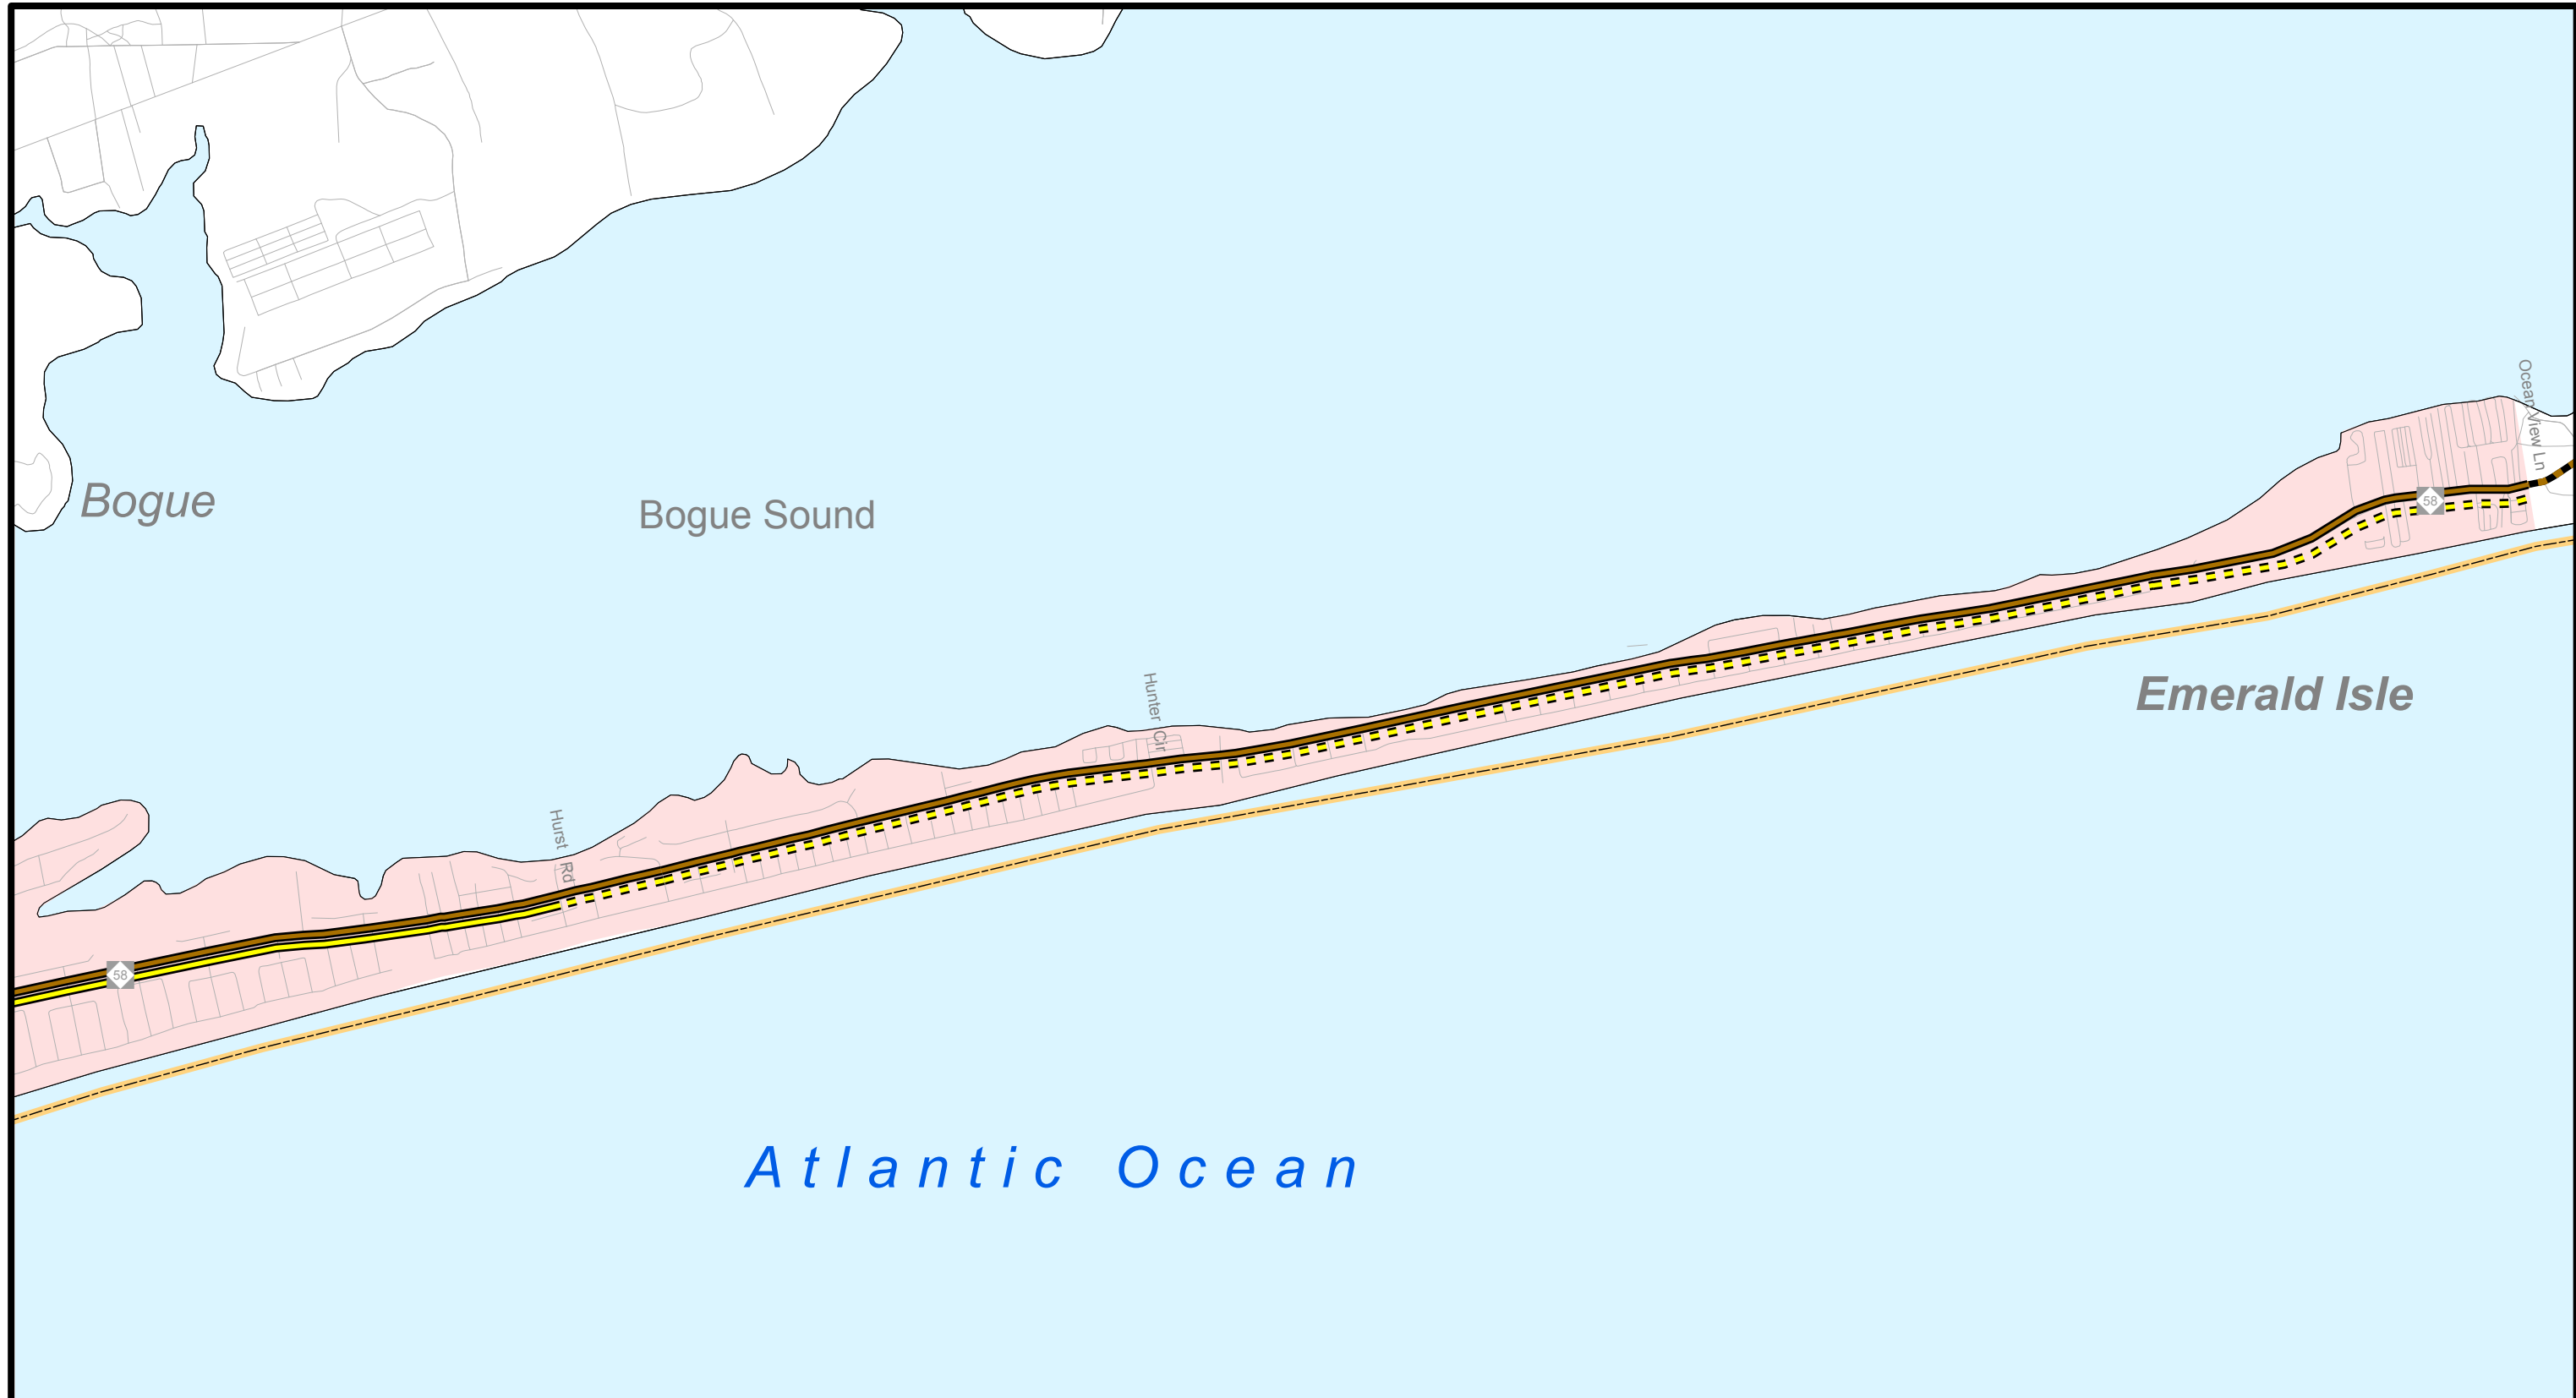 Ocean View Ln
Bogue
Bogue Sound
58
Emerald Isle
Hunter Cir
Hurst Rd
58
Atlantic Ocean